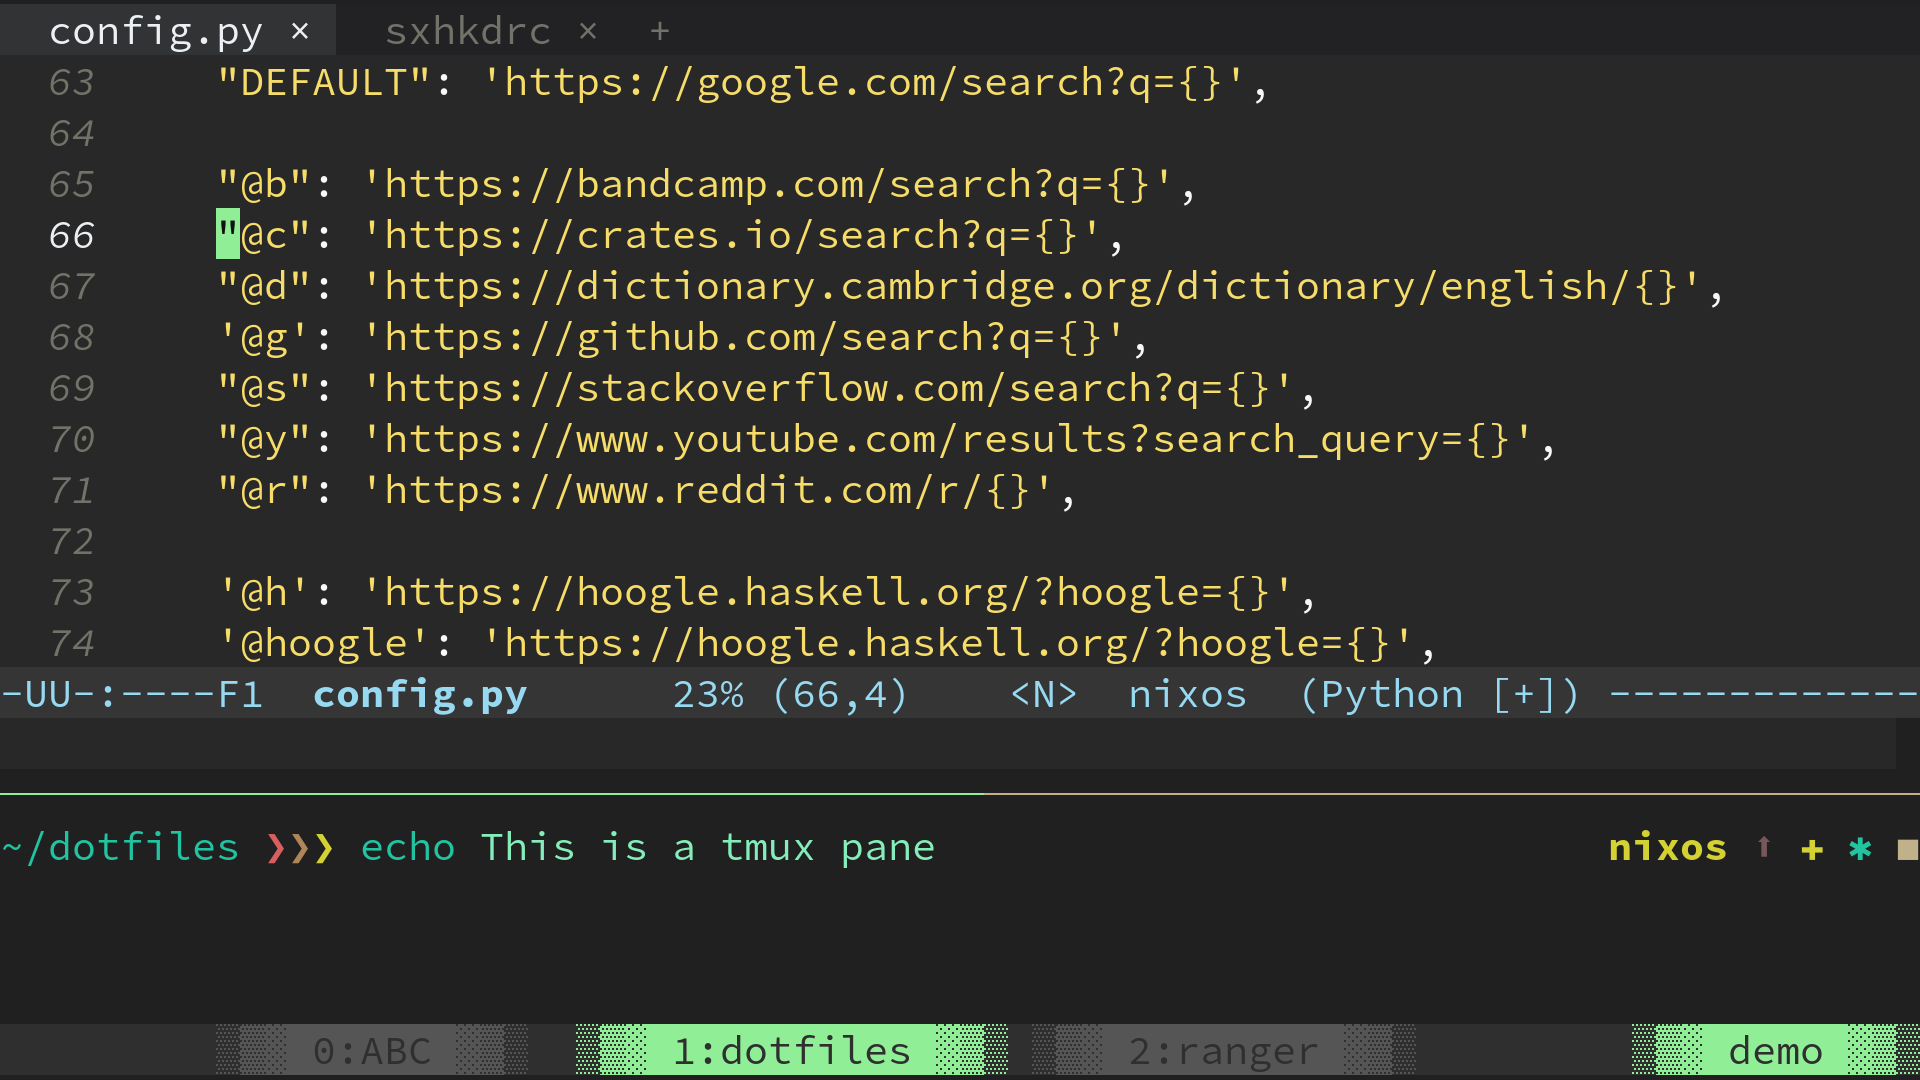 config.py × sxhkdrc × +
63 "DEFAULT": 'https://google.com/search?q={}',
64
65 "@b": 'https://bandcamp.com/search?q={}',
66 "@c": 'https://crates.io/search?q={}',
67 "@d": 'https://dictionary.cambridge.org/dictionary/english/{}',
68 '@g': 'https://github.com/search?q={}',
69 "@s": 'https://stackoverflow.com/search?q={}',
70 "@y": 'https://www.youtube.com/results?search_query={}',
71 "@r": 'https://www.reddit.com/r/{}',
72
73 '@h': 'https://hoogle.haskell.org/?hoogle={}',
74 '@hoogle': 'https://hoogle.haskell.org/?hoogle={}',
-UU-:----F1 config.py 23% (66,4) <N> nixos (Python [+]) -------------
~/dotfiles ❯❯❯ echo This is a tmux pane nixos ⬆ ✚ ✱ ◼
0:ABC 1:dotfiles 2:ranger demo